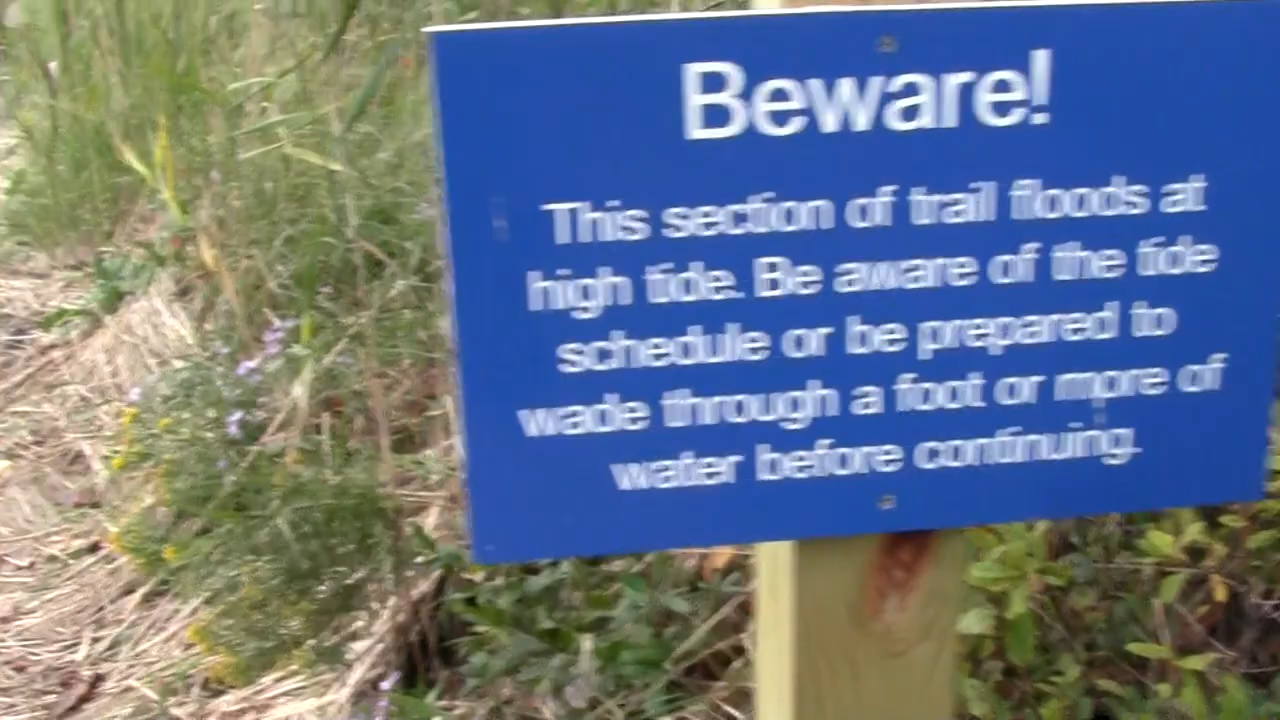 Beware!
This section of trail floods at
high tide. Be aware of the tide
schedule or be prepared to
wade through a foot or more of
water before continuing.